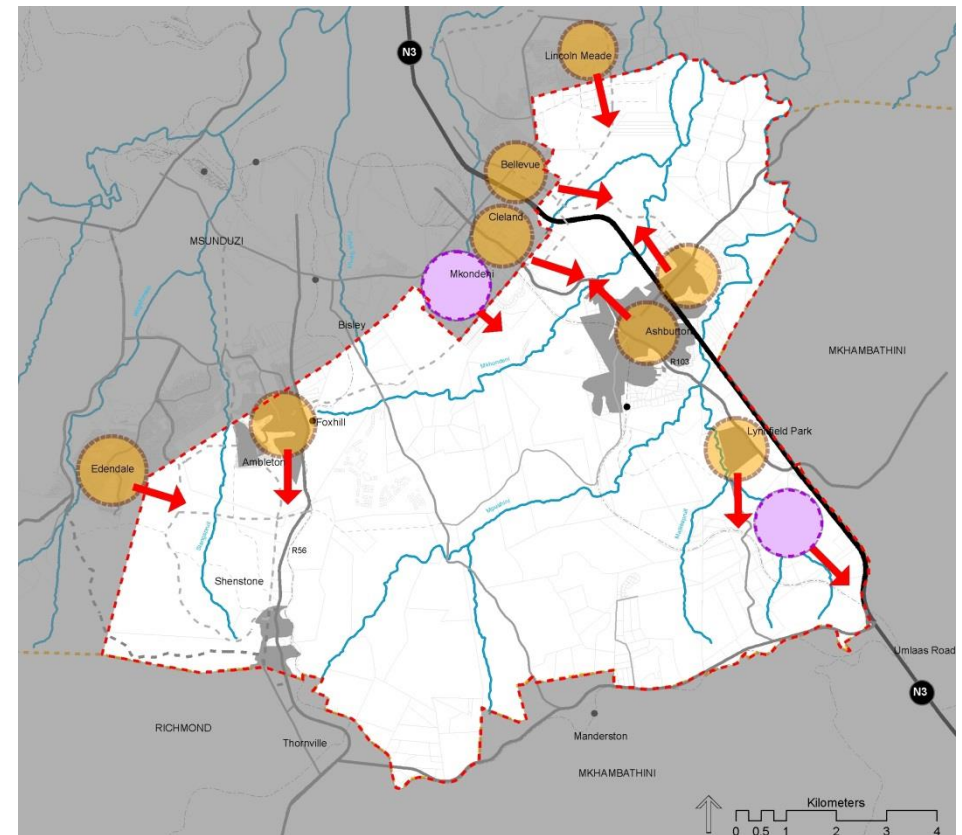 N3
Lincoln Meade
Bellevue
Cleland
MSUNDUZI
Mkondeni
Bisley
Ashburton
R103
MKHAMBATHINI
Foxhill
Lynnfield Park
Ambleton
Edendale
R56
Shenstone
Umlaas Road
N3
RICHMOND
Thornville
Manderston
MKHAMBATHINI
Kilometers
0 0.5 1 2 3 4